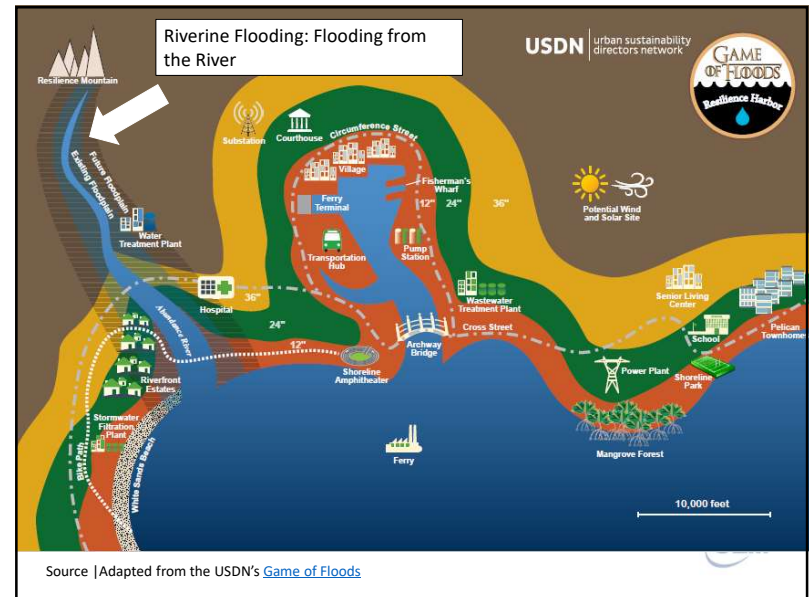 Riverine Flooding: Flooding from
the River
USDN
urban sustainability
directors network
GAME
OF FLOODS
Resilience Harbor
Resilience Mountain
Existing Floodplain
Future Floodplain
Water
Treatment Plant
Substation
Courthouse
Circumference Street
Village
Fisherman's
Wharf
Ferry
Terminal
12" 24" 36"
Potential Wind
and Solar Site
Transportation
Hub
Pump
Station
Hospital
36"
24"
12"
Abundance River
Wastewater
Treatment Plant
Senior Living
Center
Cross Street
Archway
Bridge
School
Pelican
Townhome
Riverfront
Estates
Shoreline
Amphitheater
Power Plant
Shoreline
Park
Stormwater
Filtration
Plant
Bike Path
White Sands Beach
Ferry
Mangrove Forest
10,000 feet
Source |Adapted from the USDN's Game of Floods